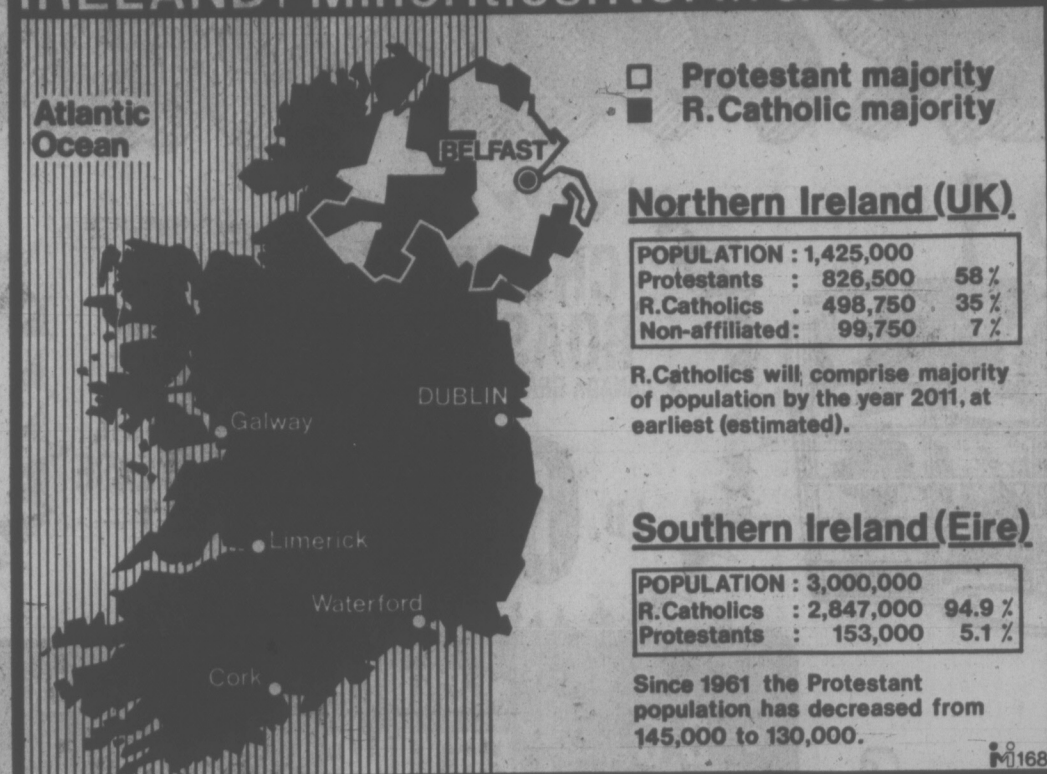 IRELAND: Minorities.North &
Atlantic
Ocean
BELFAST
DUBLIN
Galway
Limerick
Waterford
Cork
Protestant majority
R.Catholic majority
Northern Ireland (UK)
POPULATION : 1,425,000
Protestants : 826,500 58%
R.Catholics . 498,750 35%
Non-affiliated: 99,750 7%
R.Catholics will comprise majority
of population by the year 2011, at
earliest (estimated).
Southern Ireland (Eire)
POPULATION : 3,000,000
R.Catholics : 2,847,000 94.9 %
Protestants : 153,000 5.1 %
Since 1961 the Protestant
population has decreased from
145,000 to 130,000.
168